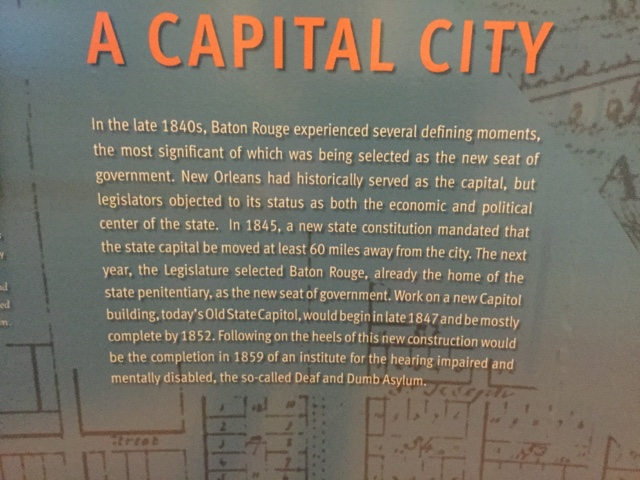 A CAPITAL CITY
In the late 1840s, Baton Rouge experienced several defining moments,
the most significant of which was being selected as the new seat of
government. New Orleans had historically served as the capital, but
legislators objected to its status as both the economic and political
center of the state. In 1845, a new state constitution mandated that
the state capital be moved at least 60 miles away from the city. The next
year, the Legislature selected Baton Rouge, already the home of the
state penitentiary, as the new seat of government. Work on a new Capitol
building, today's Old State Capitol, would begin in late 1847 and be mostly
complete by 1852. Following on the heels of this new construction would
be the completion in 1859 of an institute for the hearing impaired and
mentally disabled, the so-called Deaf and Dumb Asylum.